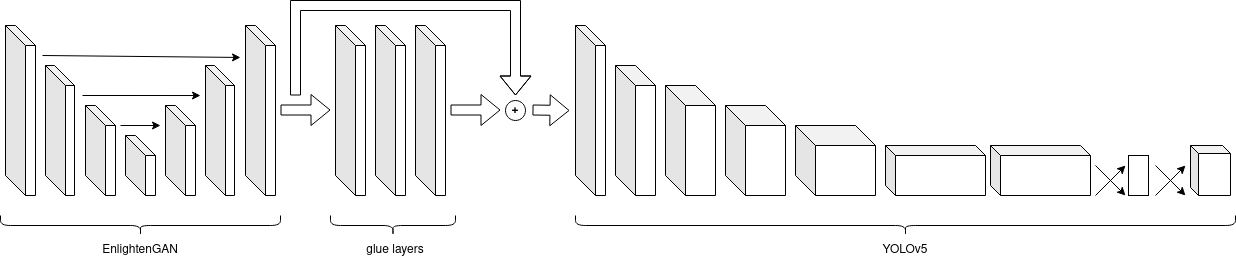 +
EnlightenGAN
glue layers
YOLOv5